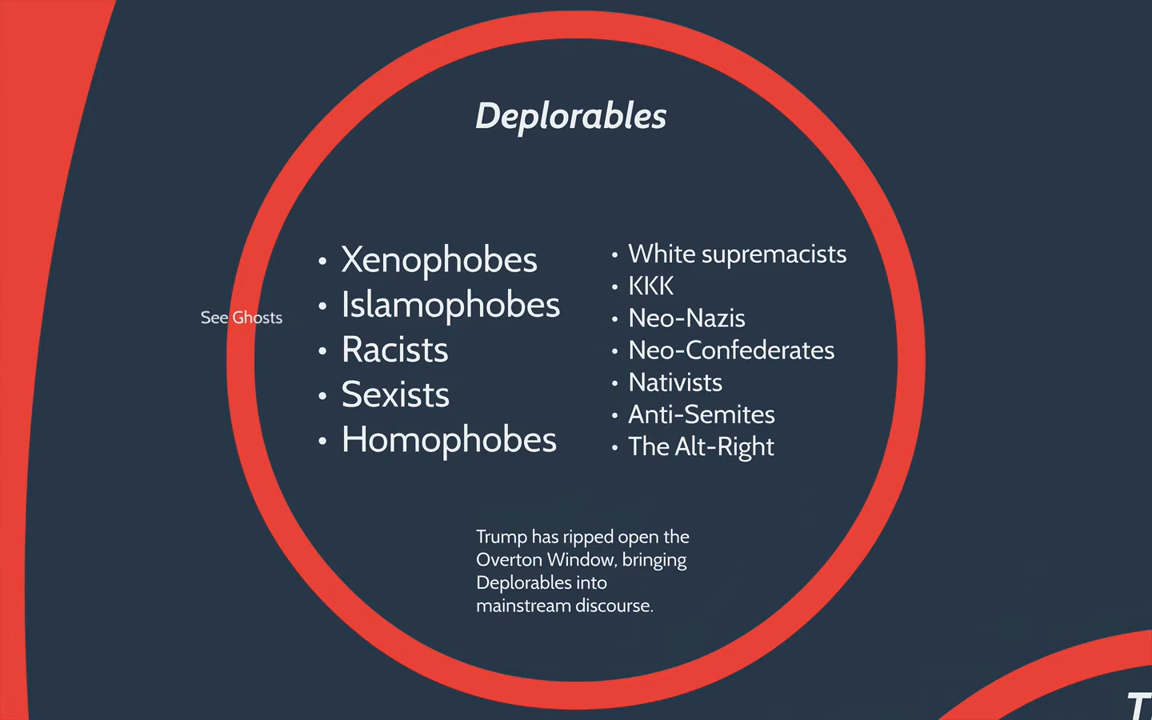 Deplorables
See Ghosts
• Xenophobes
• Islamophobes
• Racists
• Sexists
• Homophobes
• White supremacists
• KKK
• Neo-Nazis
• Neo-Confederates
• Nativists
• Anti-Semites
• The Alt-Right
Trump has ripped open the
Overton Window, bringing
Deplorables into
mainstream discourse.